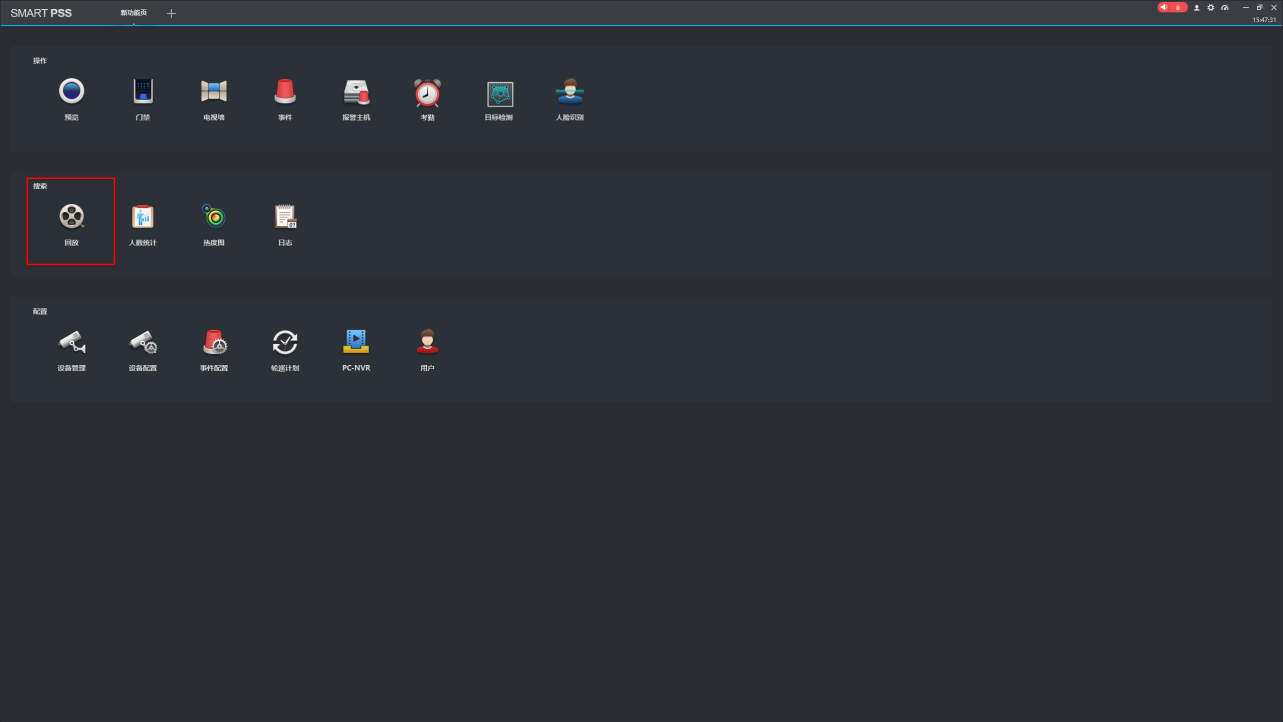 SMART PSS
新功能页
0
15:47:31
操作
预览
门禁
电视墙
事件
报警主机
考勤
目标检测
人脸识别
搜索
回放
人数统计
热度图
日志
配置
设备管理
设备配置
事件配置
轮巡计划
PC-NVR
用户